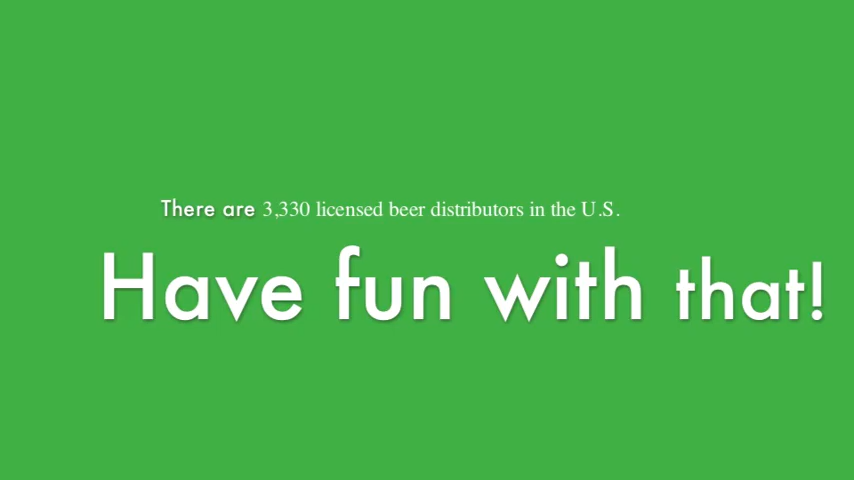 There are 3,330 licensed beer distributors in the U.S.
Have fun with that!